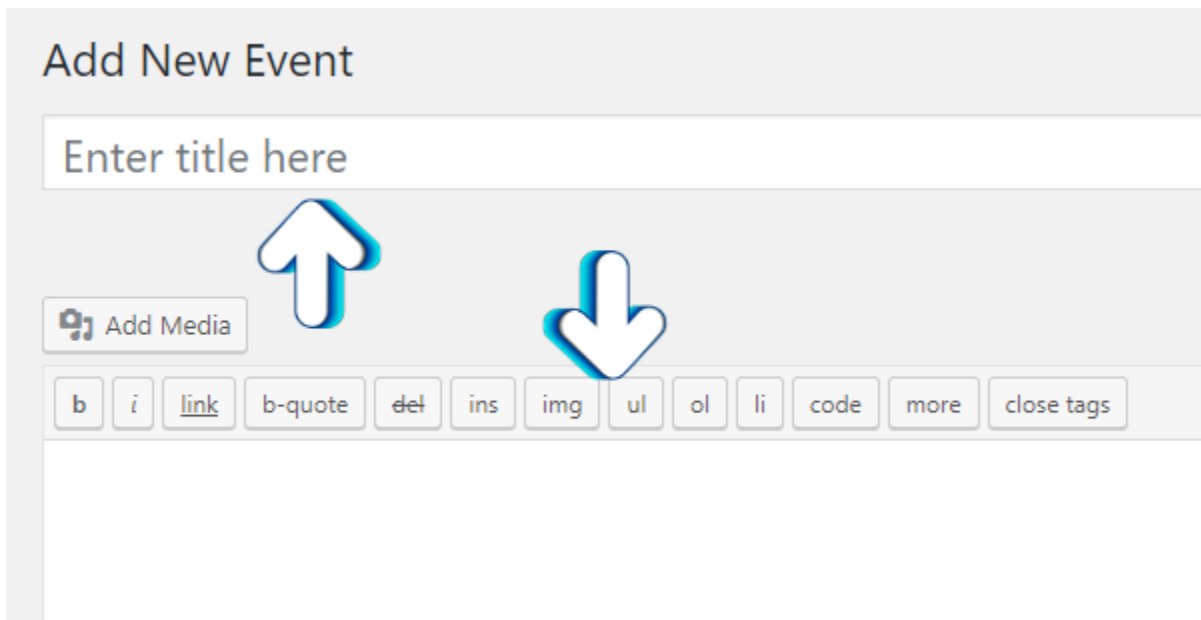 Add New Event
Enter title here
Add Media
b i link b-quote del ins img ul ol li code more close tags